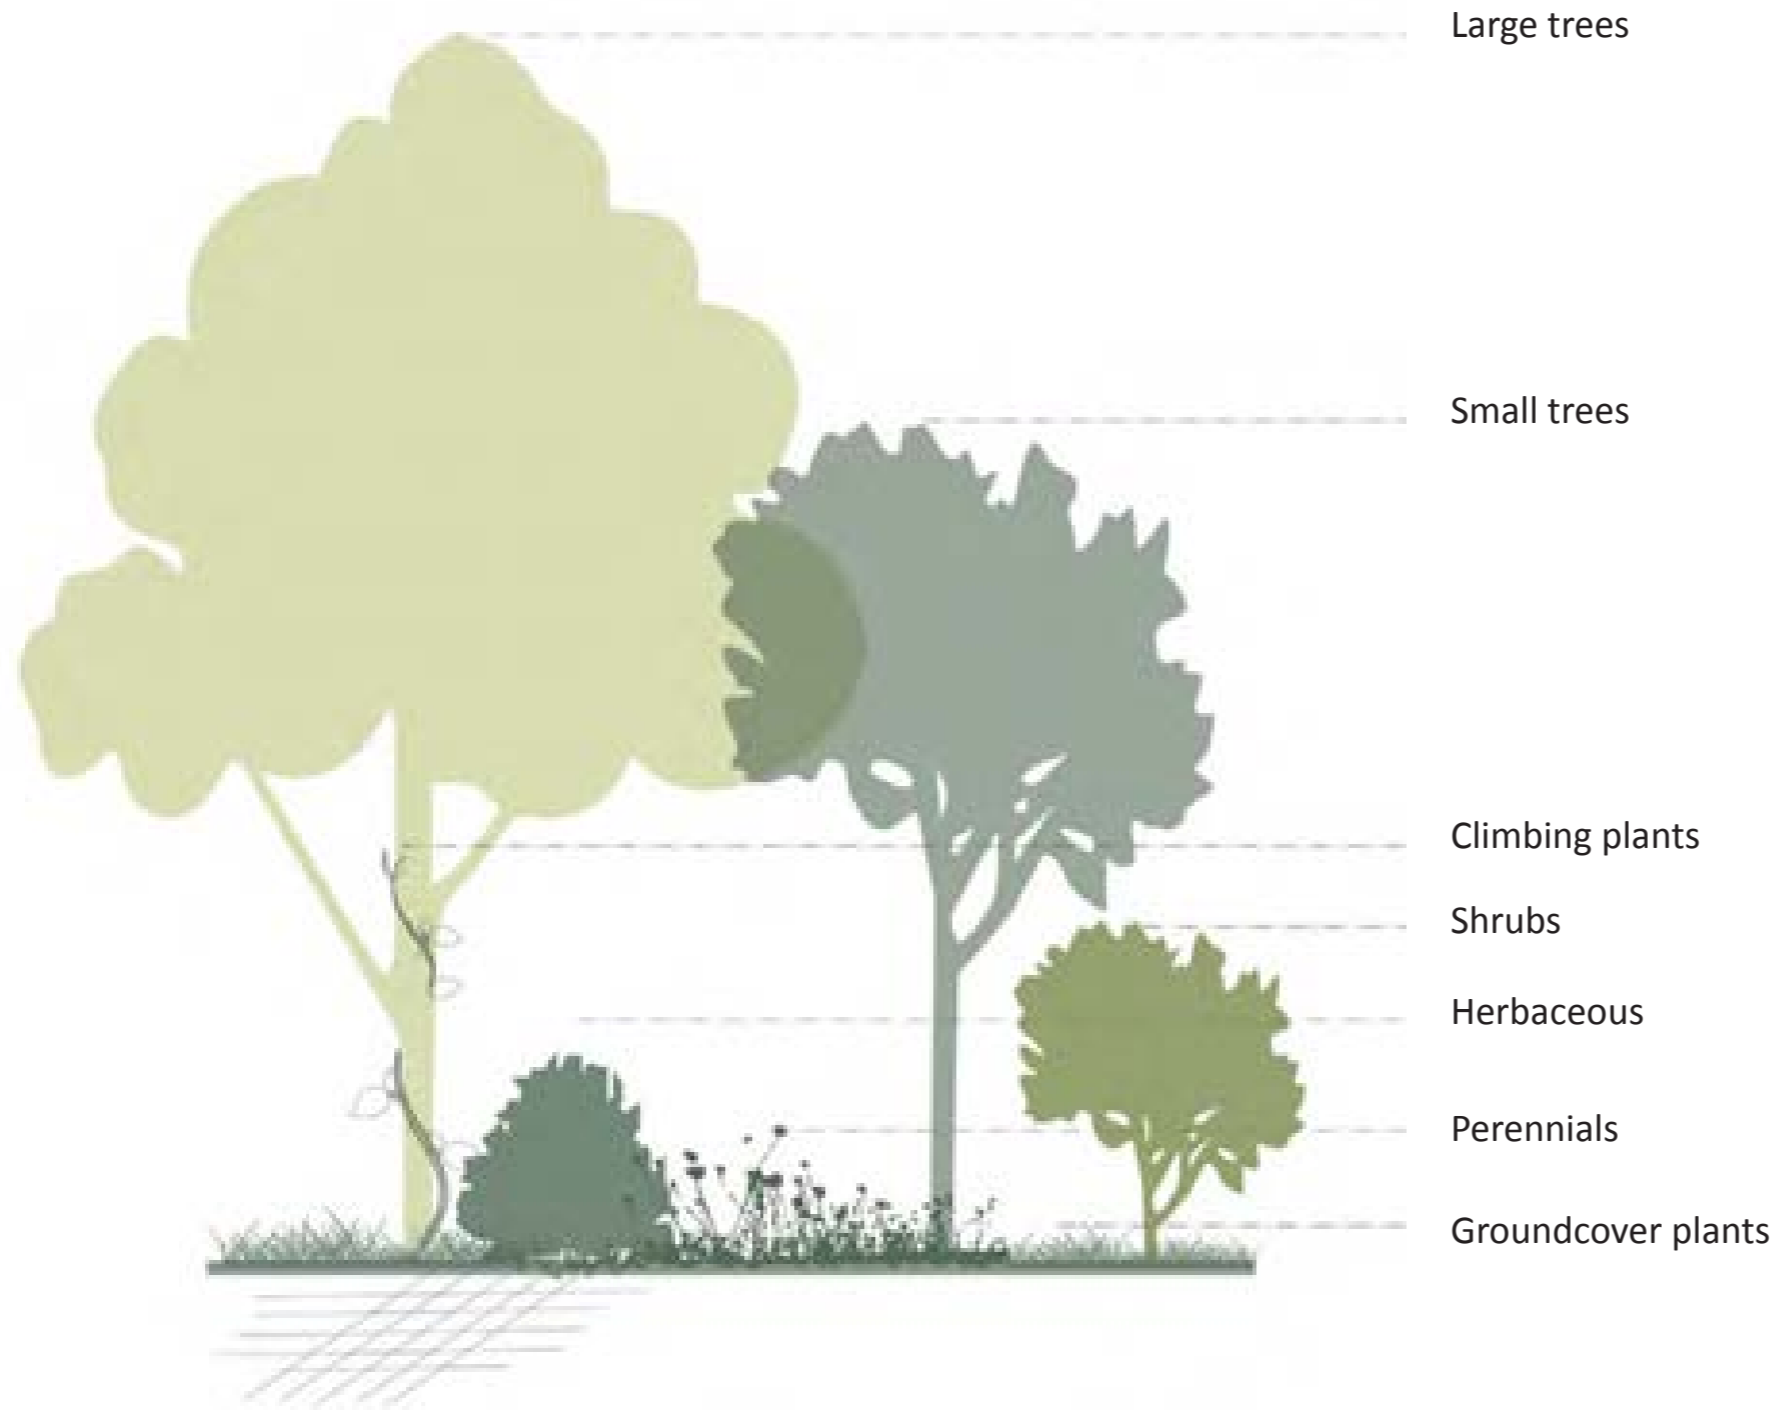 Large trees
Small trees
Climbing plants
Shrubs
Herbaceous
Perennials
Groundcover plants